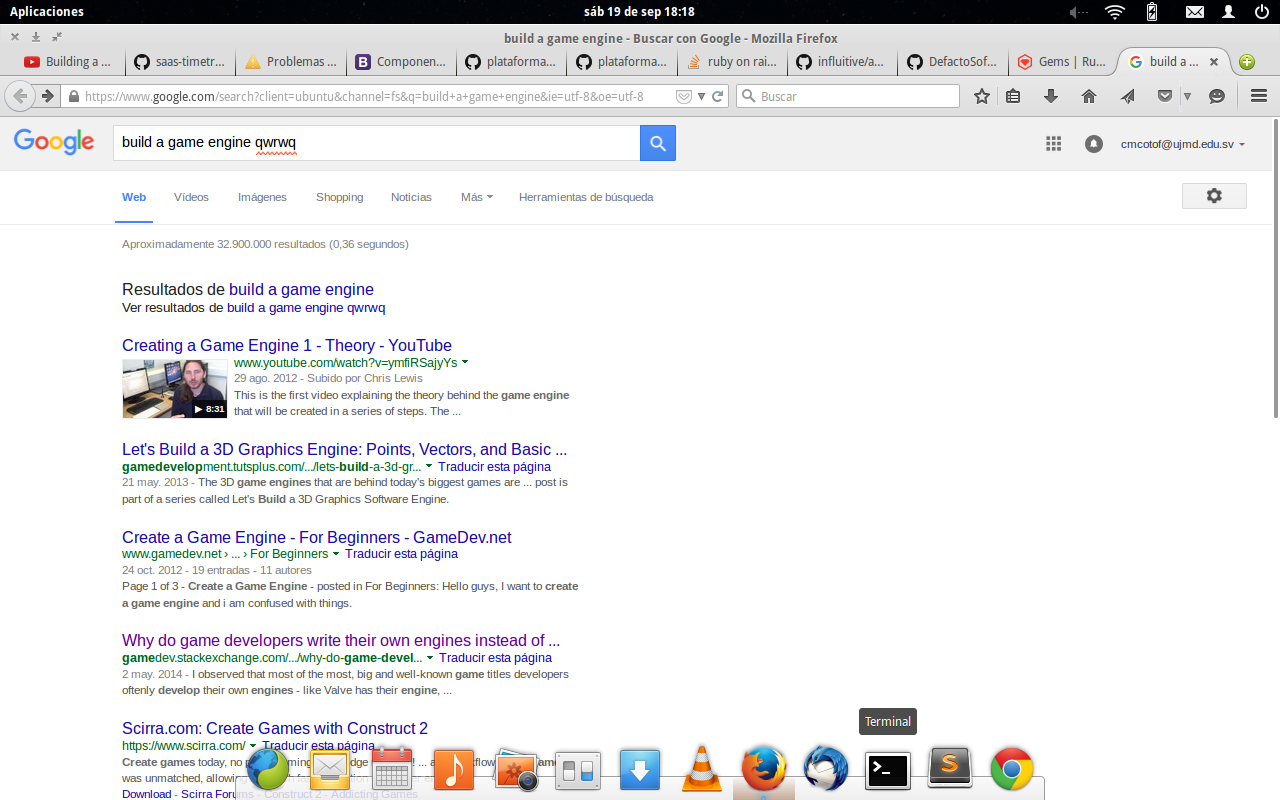 Aplicaciones
sáb 19 de sep 18:18
build a game engine - Buscar con Google - Mozilla Firefox
Building a ...
saas-timetr...
Problemas ...
Componen...
plataforma...
plataforma...
ruby on rai...
influitive/a...
DefactoSof...
Gems | Ru...
build a ...
https://www.google.com/search?client=ubuntu&channel=fs&q=build+a+game+engine&ie=utf-8&oe=utf-8
Buscar
Google
build a game engine qwrwq
cmcotof@ujmd.edu.sv
Web
Vídeos
Imágenes
Shopping
Noticias
Más
Herramientas de búsqueda
Aproximadamente 32.900.000 resultados (0,36 segundos)
Resultados de build a game engine
Ver resultados de build a game engine qwrwq
Creating a Game Engine 1 - Theory - YouTube
www.youtube.com/watch?v=ymfiRSajyYs
29 ago. 2012 - Subido por Chris Lewis
This is the first video explaining the theory behind the game engine
that will be created in a series of steps. The ...
8:31
Let's Build a 3D Graphics Engine: Points, Vectors, and Basic ...
gamedevelopment.tutsplus.com/.../lets-build-a-3d-gr... Traducir esta página
21 may. 2013 - The 3D game engines that are behind today's biggest games are ... post is
part of a series called Let's Build a 3D Graphics Software Engine.
Create a Game Engine - For Beginners - GameDev.net
www.gamedev.net › ... › For Beginners Traducir esta página
24 oct. 2012 - 19 entradas - 11 autores
Page 1 of 3 - Create a Game Engine - posted in For Beginners: Hello guys, I want to create
a game engine and i am confused with things.
Why do game developers write their own engines instead of ...
gamedev.stackexchange.com/.../why-do-game-devel... Traducir esta página
2 may. 2014 - I observed that most of the most, big and well-known game titles developers
oftenly develop their own engines - like Valve has their engine, ...
Scirra.com: Create Games with Construct 2
https://www.scirra.com/ Traducir esta página
Create games today, no
was unmatched, allowing
Download - Scirra Forums - Construct 2 - Addicting Games
Terminal